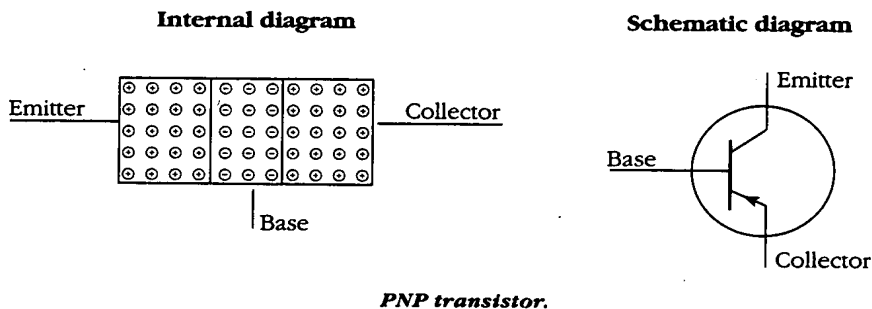 Internal diagram
Schematic diagram
Emitter
Collector
Base
Emitter
Base
Collector
PNP transistor.